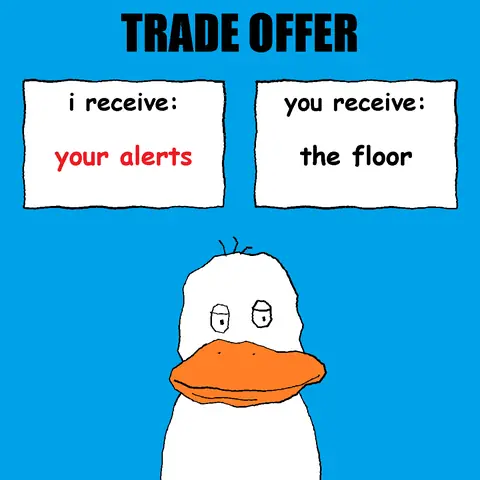 TRADE OFFER
i receive:
your alerts
you receive:
the floor